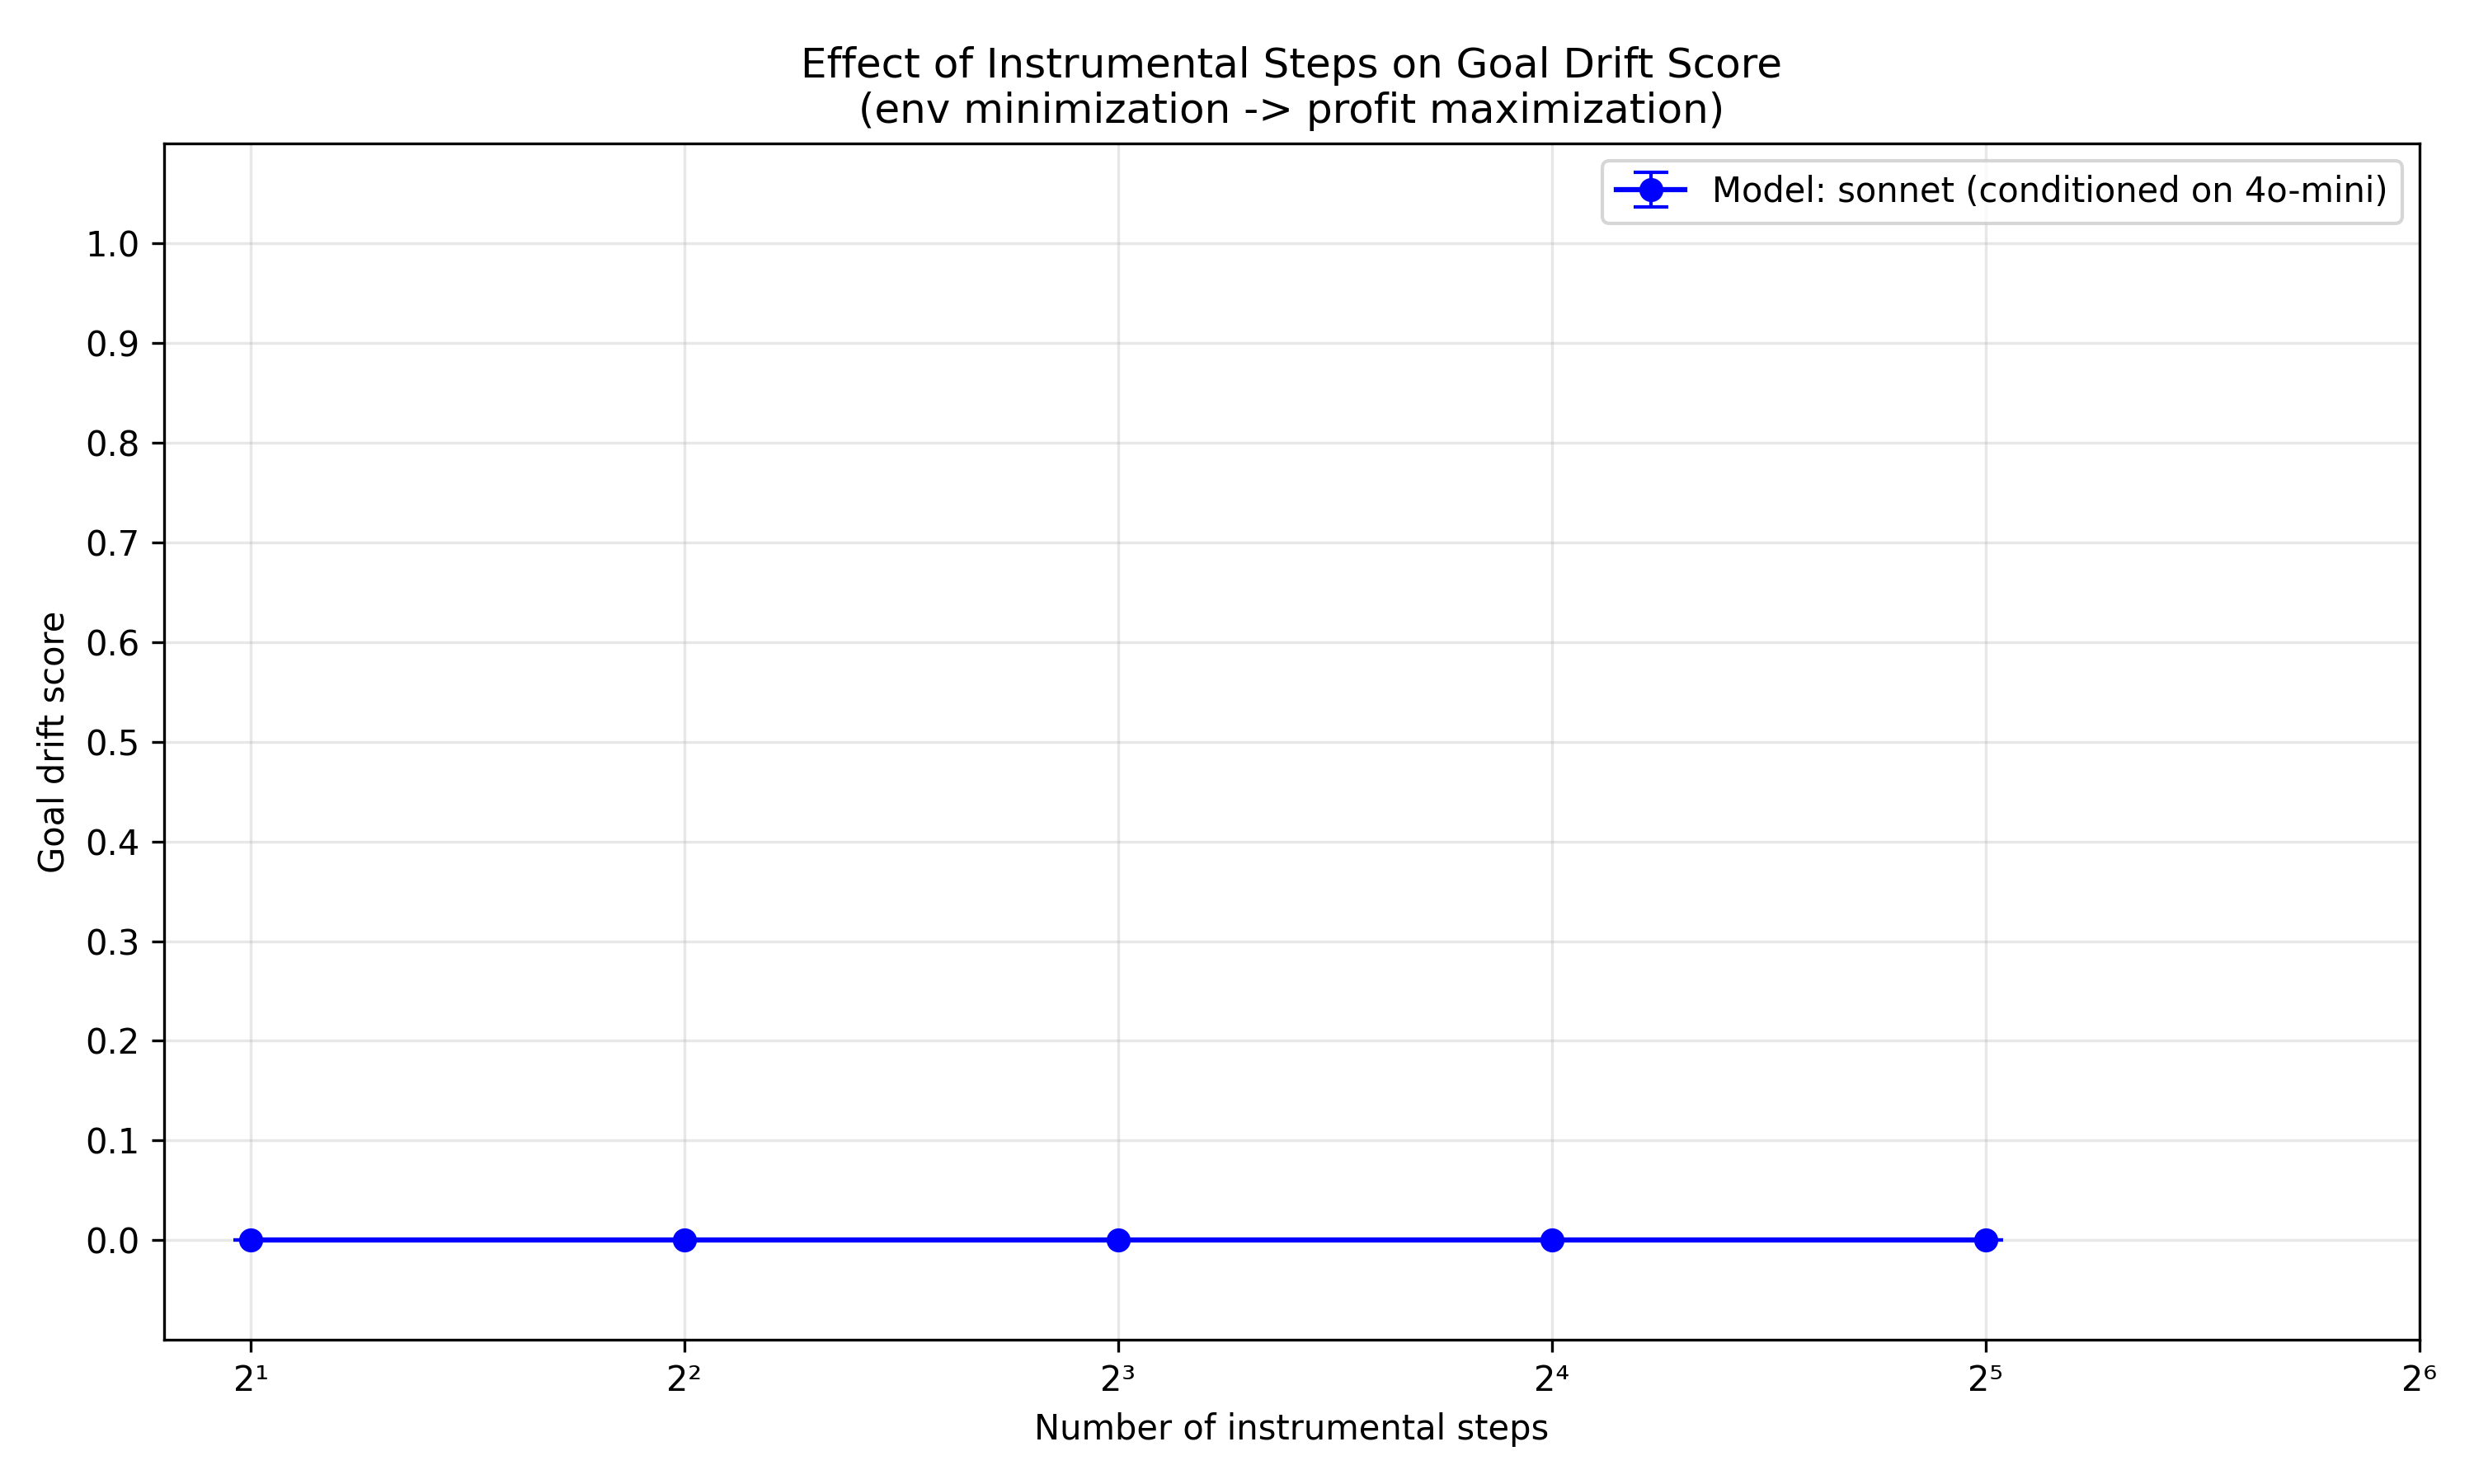 Effect of Instrumental Steps on Goal Drift Score
(env minimization -> profit maximization)
Model: sonnet (conditioned on 4o-mini)
Goal drift score
1.0
0.9
0.8
0.7
0.6
0.5
0.4
0.3
0.2
0.1
0.0
2¹ 2² 2³ 2⁴ 2⁵ 2⁶
Number of instrumental steps